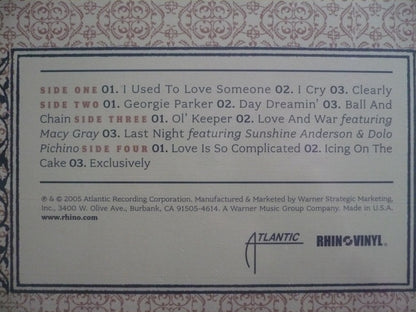 SIDE ONE 01. I Used To Love Someone 02. I Cry 03. Clearly
SIDE TWO 01. Georgie Parker 02. Day Dreamin' 03. Ball And
Chain SIDE THREE 01. Ol' Keeper 02. Love And War featuring
Macy Gray 03. Last Night featuring Sunshine Anderson & Dolo
Pichino SIDE FOUR 01. Love Is So Complicated 02. Icing On The
Cake 03. Exclusively
℗ & © 2005 Atlantic Recording Corporation. Manufactured & Marketed by Warner Strategic Marketing,
Inc., 3400 W. Olive Ave., Burbank, CA 91505-4614. A Warner Music Group Company. Made in U.S.A.
www.rhino.com
ATLANTIC
RHINO VINYL